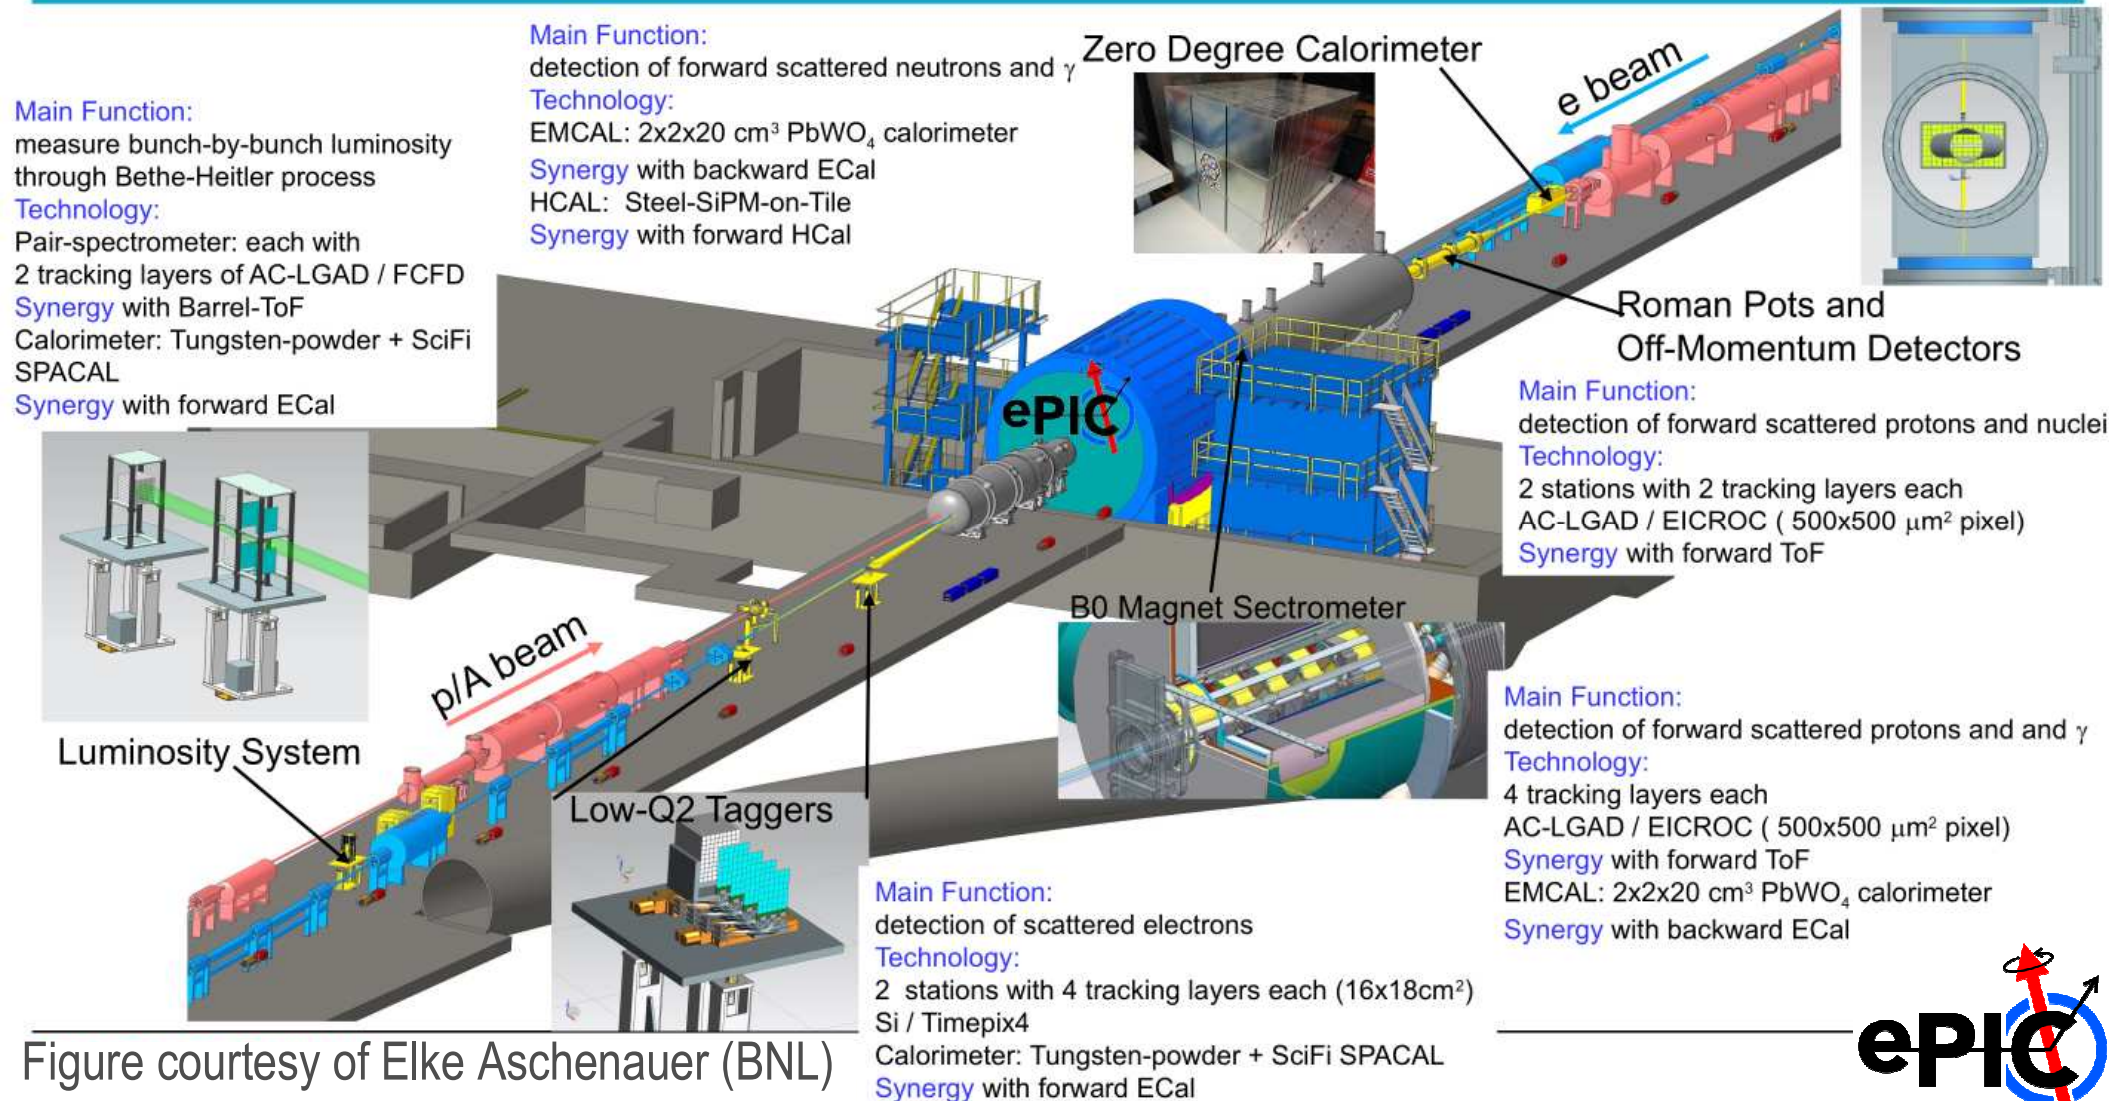 Main Function:
measure bunch-by-bunch luminosity
through Bethe-Heitler process
Technology:
Pair-spectrometer: each with
2 tracking layers of AC-LGAD / FCFD
Synergy with Barrel-ToF
Calorimeter: Tungsten-powder + SciFi
SPACAL
Synergy with forward ECal
Main Function:
detection of forward scattered neutrons and γ
Technology:
EMCAL: 2x2x20 cm³ PbWO₄ calorimeter
Synergy with backward ECal
HCAL: Steel-SiPM-on-Tile
Synergy with forward HCal
Zero Degree Calorimeter
e beam
Roman Pots and
Off-Momentum Detectors
Main Function:
detection of forward scattered protons and nuclei
Technology:
2 stations with 2 tracking layers each
AC-LGAD / EICROC ( 500x500 μm² pixel)
Synergy with forward ToF
ePIC
B0 Magnet Sectrometer
Main Function:
detection of forward scattered protons and and γ
Technology:
4 tracking layers each
AC-LGAD / EICROC ( 500x500 μm² pixel)
Synergy with forward ToF
EMCAL: 2x2x20 cm³ PbWO₄ calorimeter
Synergy with backward ECal
p/A beam
Luminosity System
Low-Q2 Taggers
Main Function:
detection of scattered electrons
Technology:
2 stations with 4 tracking layers each (16x18cm²)
Si / Timepix4
Calorimeter: Tungsten-powder + SciFi SPACAL
Synergy with forward ECal
Figure courtesy of Elke Aschenauer (BNL)
ePIC